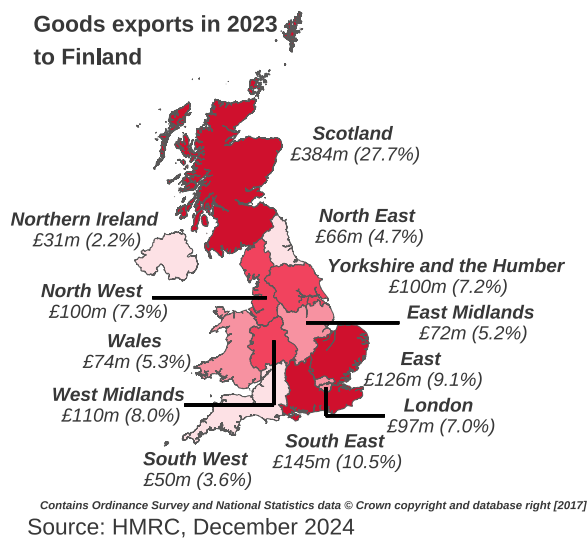 Goods exports in 2023
to Finland
Scotland
£384m (27.7%)
Northern Ireland
£31m (2.2%)
North East
£66m (4.7%)
Yorkshire and the Humber
£100m (7.2%)
North West
£100m (7.3%)
East Midlands
£72m (5.2%)
Wales
£74m (5.3%)
East
£126m (9.1%)
West Midlands
£110m (8.0%)
London
£97m (7.0%)
South East
£145m (10.5%)
South West
£50m (3.6%)
Contains Ordinance Survey and National Statistics data © Crown copyright and database right [2017]
Source: HMRC, December 2024